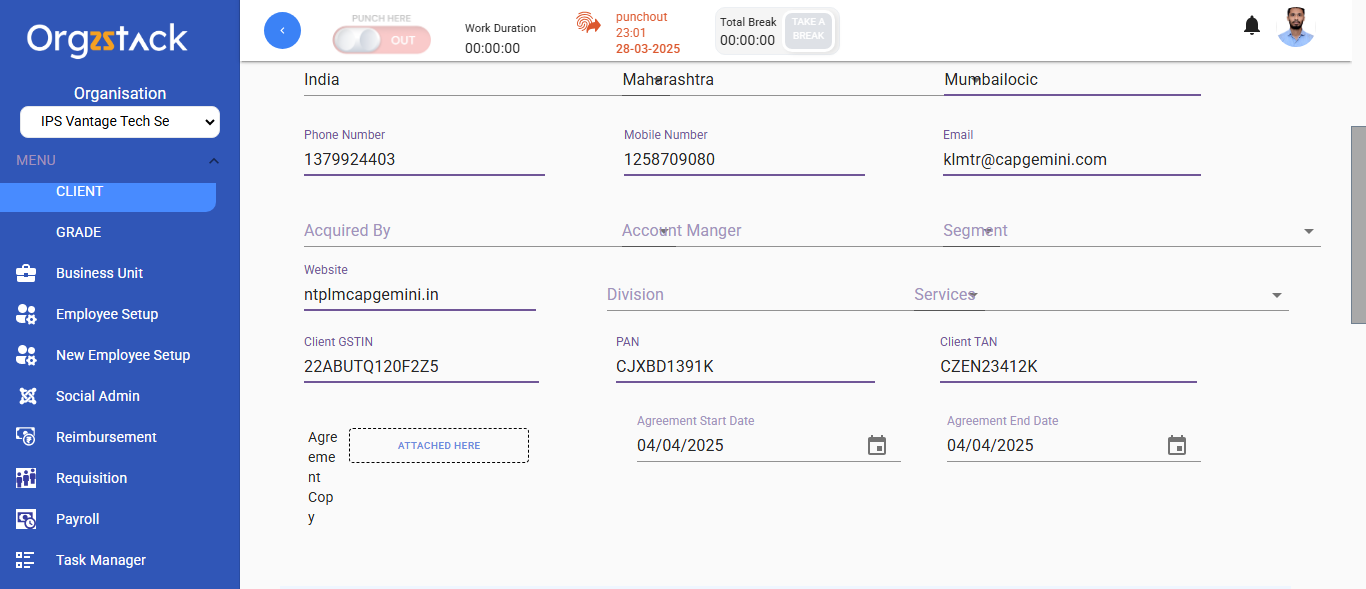 Orgzstack
Organisation
IPS Vantage Tech Se
MENU
CLIENT
GRADE
Business Unit
Employee Setup
New Employee Setup
Social Admin
Reimbursement
Requisition
Payroll
Task Manager
PUNCH HERE
OUT
Work Duration
00:00:00
punchout
23:01
28-03-2025
Total Break
00:00:00
TAKE A
BREAK
India Maharashtra Mumbailocic
Phone Number Mobile Number Email
1379924403 1258709080 klmtr@capgemini.com
Acquired By Account Manger Segment
Website
ntplmcapgemini.in Division Services
Client GSTIN PAN Client TAN
22ABUTQ120F2Z5 CJXBD1391K CZEN23412K
Agre
eme
nt
Cop
y
ATTACHED HERE
Agreement Start Date Agreement End Date
04/04/2025 04/04/2025